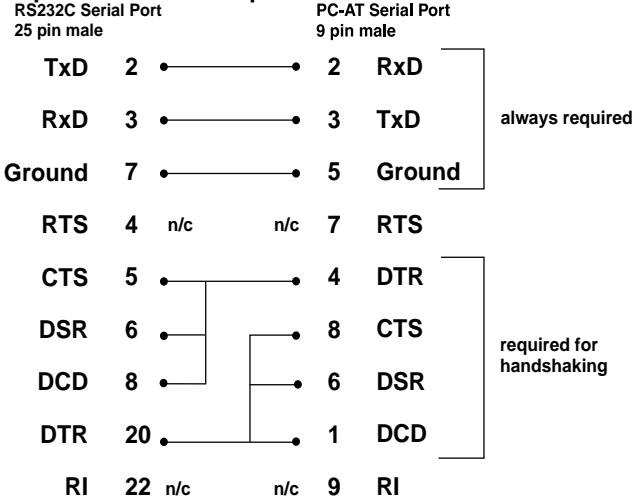 RS232C Serial Port PC-AT Serial Port
25 pin male 9 pin male
TxD 2 2 RxD
RxD 3 3 TxD always required
Ground 7 5 Ground
RTS 4 n/c n/c 7 RTS
CTS 5 4 DTR
DSR 6 8 CTS
required for
handshaking
DCD 8 6 DSR
DTR 20 1 DCD
RI 22 n/c n/c 9 RI